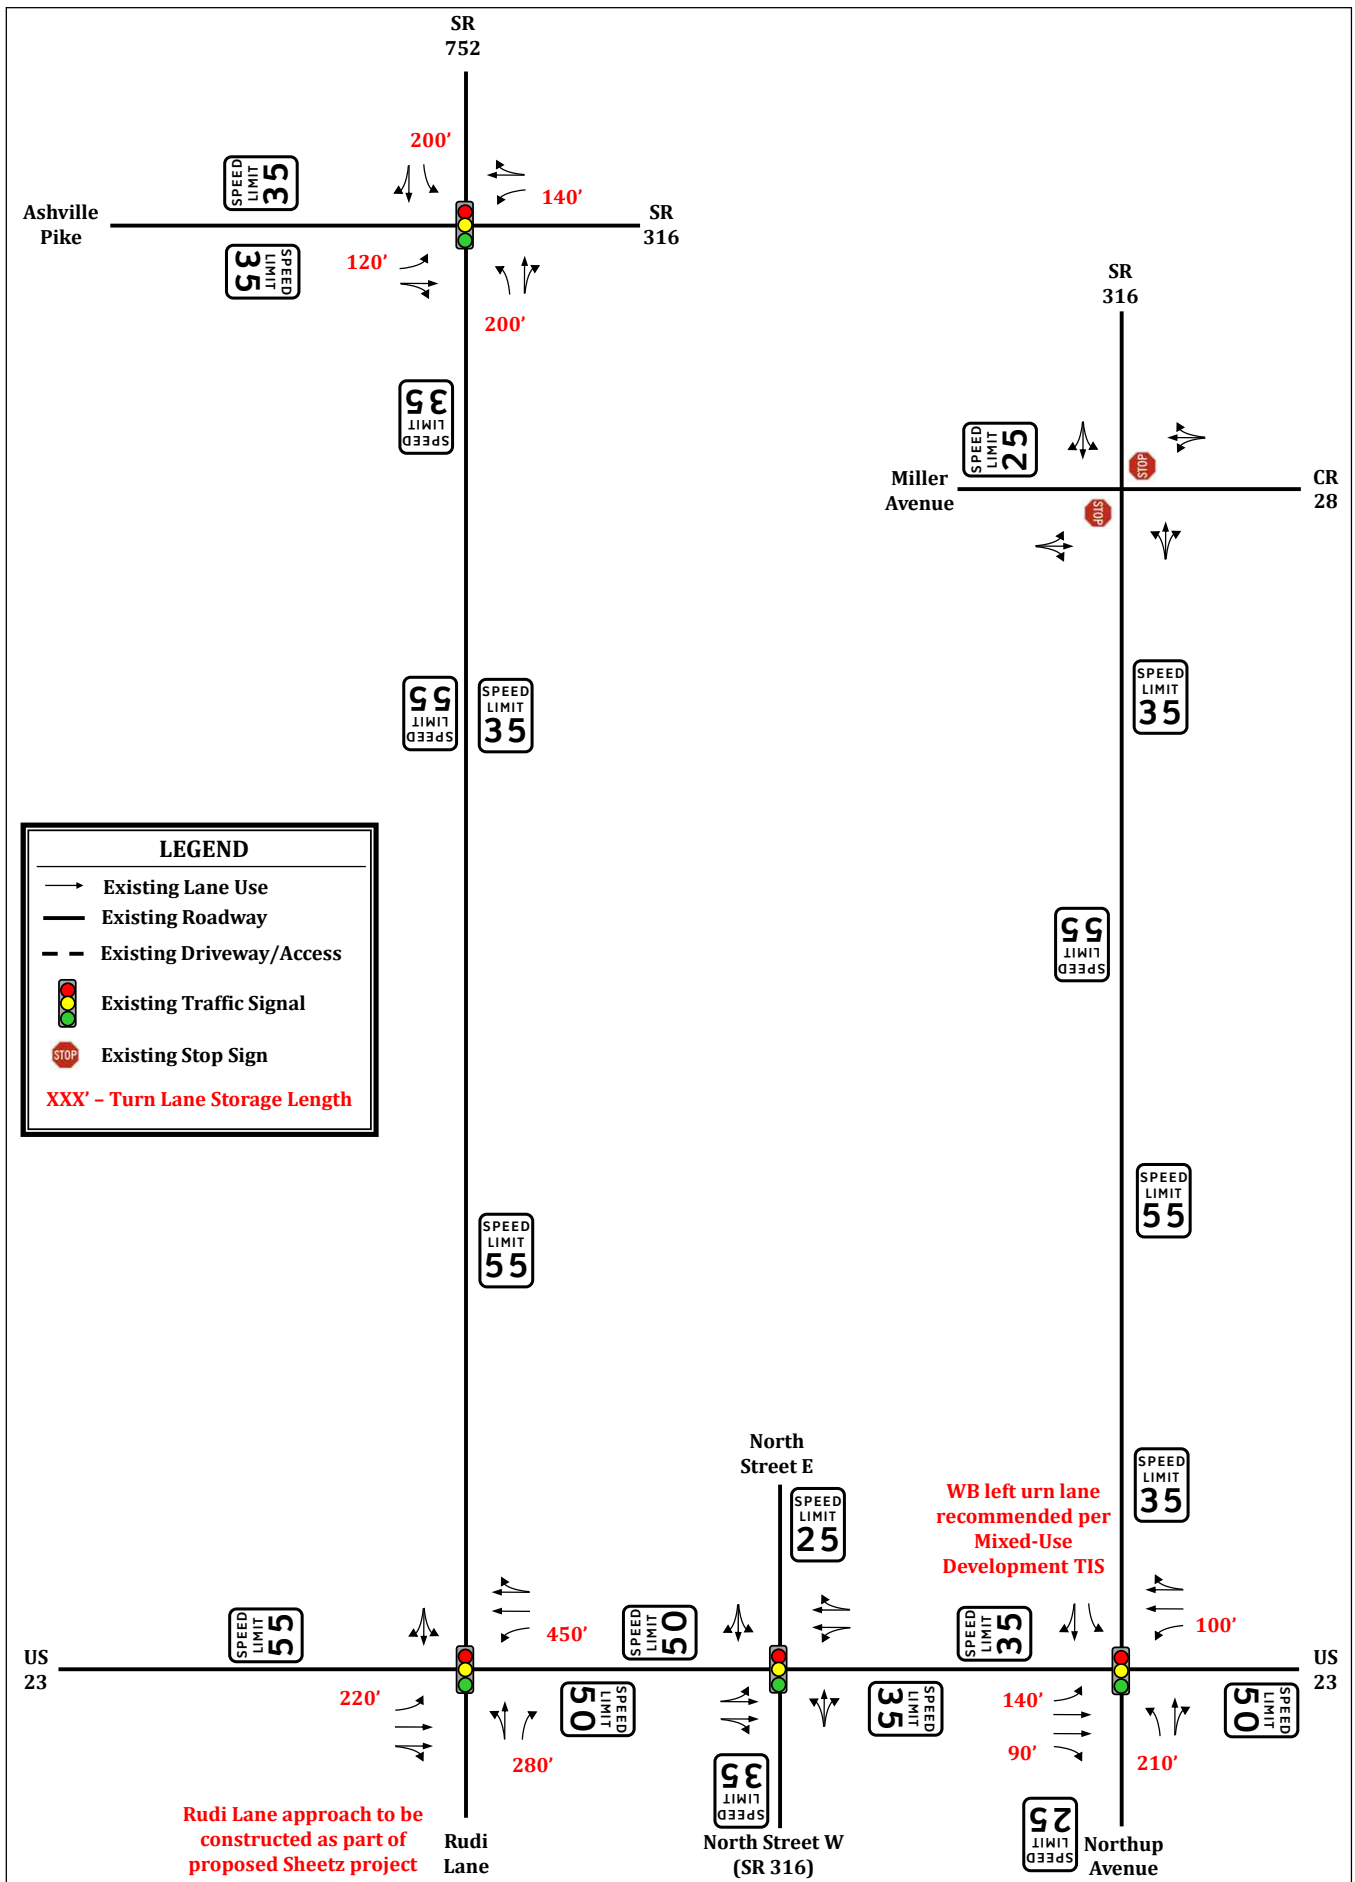 SR
752
200'
SPEED
LIMIT
35
140'
Ashville
Pike
SR
316
SPEED
LIMIT
35
120'
200'
SR
316
SPEED
LIMIT
35
SPEED
LIMIT
25
STOP
Miller
Avenue
CR
28
STOP
SPEED
LIMIT
55
SPEED
LIMIT
35
SPEED
LIMIT
35
LEGEND
Existing Lane Use
Existing Roadway
Existing Driveway/Access
Existing Traffic Signal
STOP
Existing Stop Sign
XXX' – Turn Lane Storage Length
SPEED
LIMIT
55
SPEED
LIMIT
55
SPEED
LIMIT
55
North
Street E
SPEED
LIMIT
25
WB left urn lane
recommended per
Mixed-Use
Development TIS
SPEED
LIMIT
35
SPEED
LIMIT
55
450'
SPEED
LIMIT
50
SPEED
LIMIT
35
100'
US
23
US
23
220'
280'
SPEED
LIMIT
50
SPEED
LIMIT
35
140'
90'
210'
SPEED
LIMIT
50
SPEED
LIMIT
35
SPEED
LIMIT
25
Rudi Lane approach to be
constructed as part of
proposed Sheetz project
Rudi
Lane
North Street W
(SR 316)
Northup
Avenue